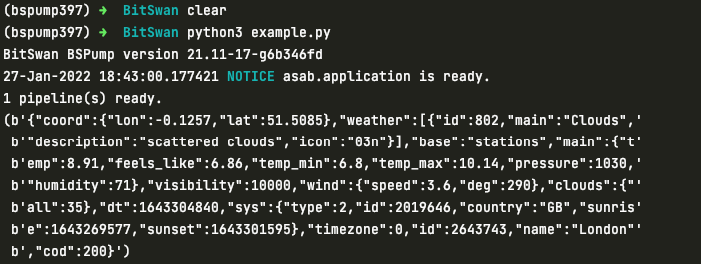 (bspump397) ➜ BitSwan clear
(bspump397) ➜ BitSwan python3 example.py
BitSwan BSPump version 21.11-17-g6b346fd
27-Jan-2022 18:43:00.177421 NOTICE asab.application is ready.
1 pipeline(s) ready.
(b'{"coord":{"lon":-0.1257,"lat":51.5085},"weather":[{"id":802,"main":"Clouds",'
b'"description":"scattered clouds","icon":"03n"}],"base":"stations","main":{"t'
b'emp":8.91,"feels_like":6.86,"temp_min":6.8,"temp_max":10.14,"pressure":1030,'
b'"humidity":71},"visibility":10000,"wind":{"speed":3.6,"deg":290},"clouds":{"'
b'all":35},"dt":1643304840,"sys":{"type":2,"id":2019646,"country":"GB","sunris'
b'e":1643269577,"sunset":1643301595},"timezone":0,"id":2643743,"name":"London"'
b',"cod":200}')